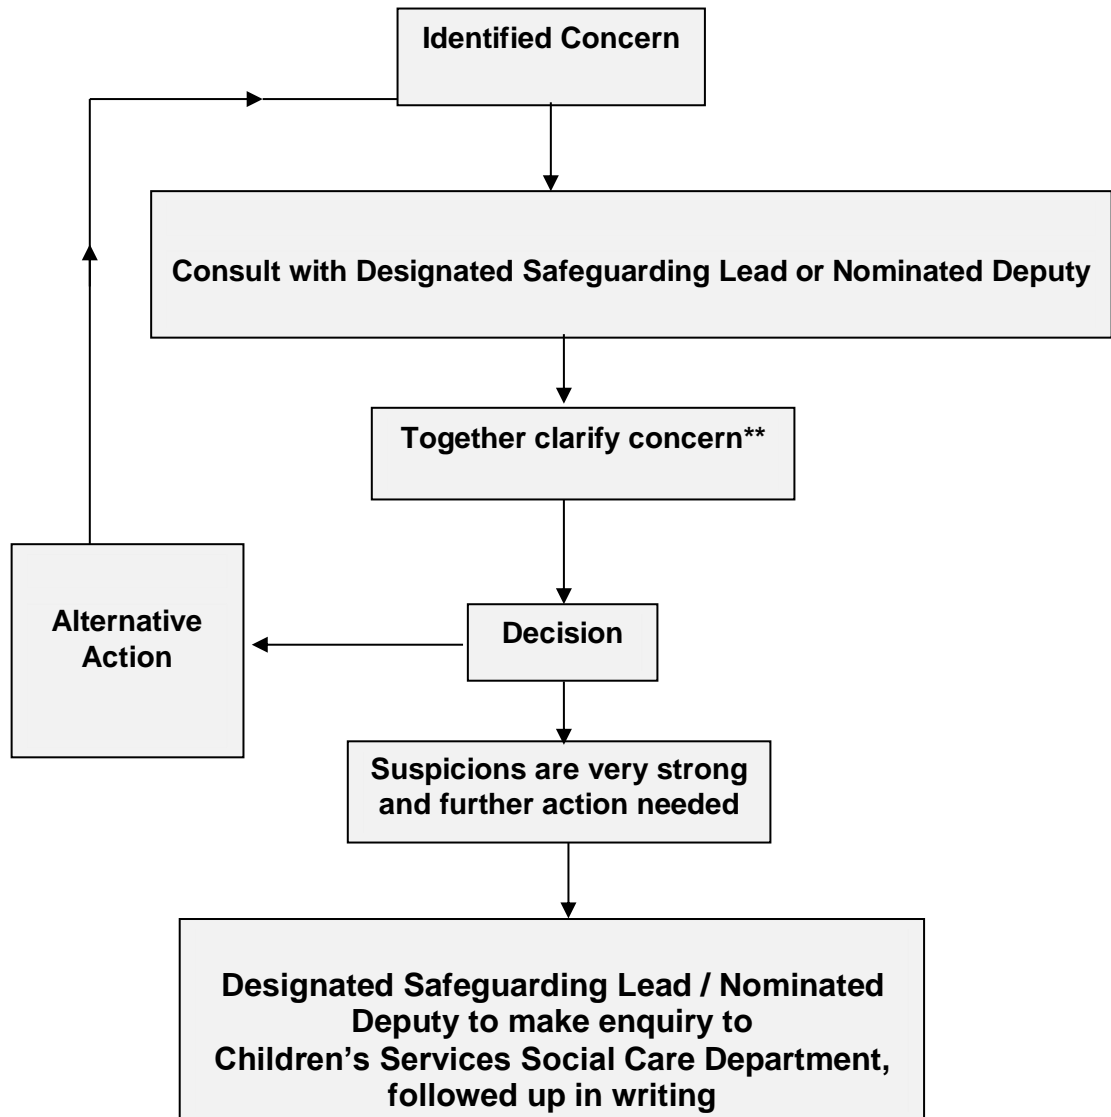 Identified Concern
Consult with Designated Safeguarding Lead or Nominated Deputy
Together clarify concern**
Alternative
Action
Decision
Suspicions are very strong
and further action needed
Designated Safeguarding Lead / Nominated
Deputy to make enquiry to
Children’s Services Social Care Department,
followed up in writing